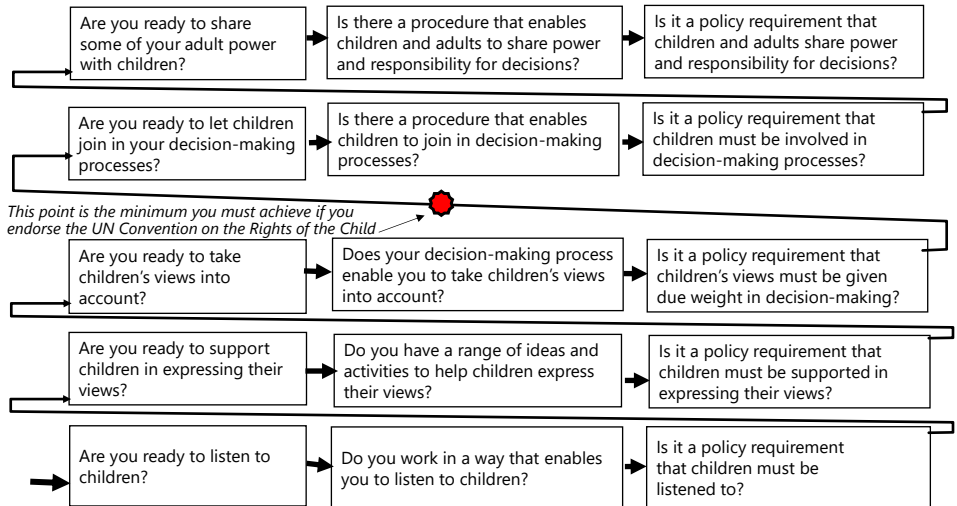 Are you ready to share
some of your adult power
with children?
Is there a procedure that enables
children and adults to share power
and responsibility for decisions?
Is it a policy requirement that
children and adults share power
and responsibility for decisions?
Are you ready to let children
join in your decision-making
processes?
Is there a procedure that enables
children to join in decision-making
processes?
Is it a policy requirement that
children must be involved in
decision-making processes?
This point is the minimum you must achieve if you
endorse the UN Convention on the Rights of the Child
Are you ready to take
children’s views into
account?
Does your decision-making process
enable you to take children’s views
into account?
Is it a policy requirement that
children’s views must be given
due weight in decision-making?
Are you ready to support
children in expressing their
views?
Do you have a range of ideas and
activities to help children express
their views?
Is it a policy requirement that
children must be supported in
expressing their views?
Are you ready to listen to
children?
Do you work in a way that enables
you to listen to children?
Is it a policy requirement
that children must be
listened to?